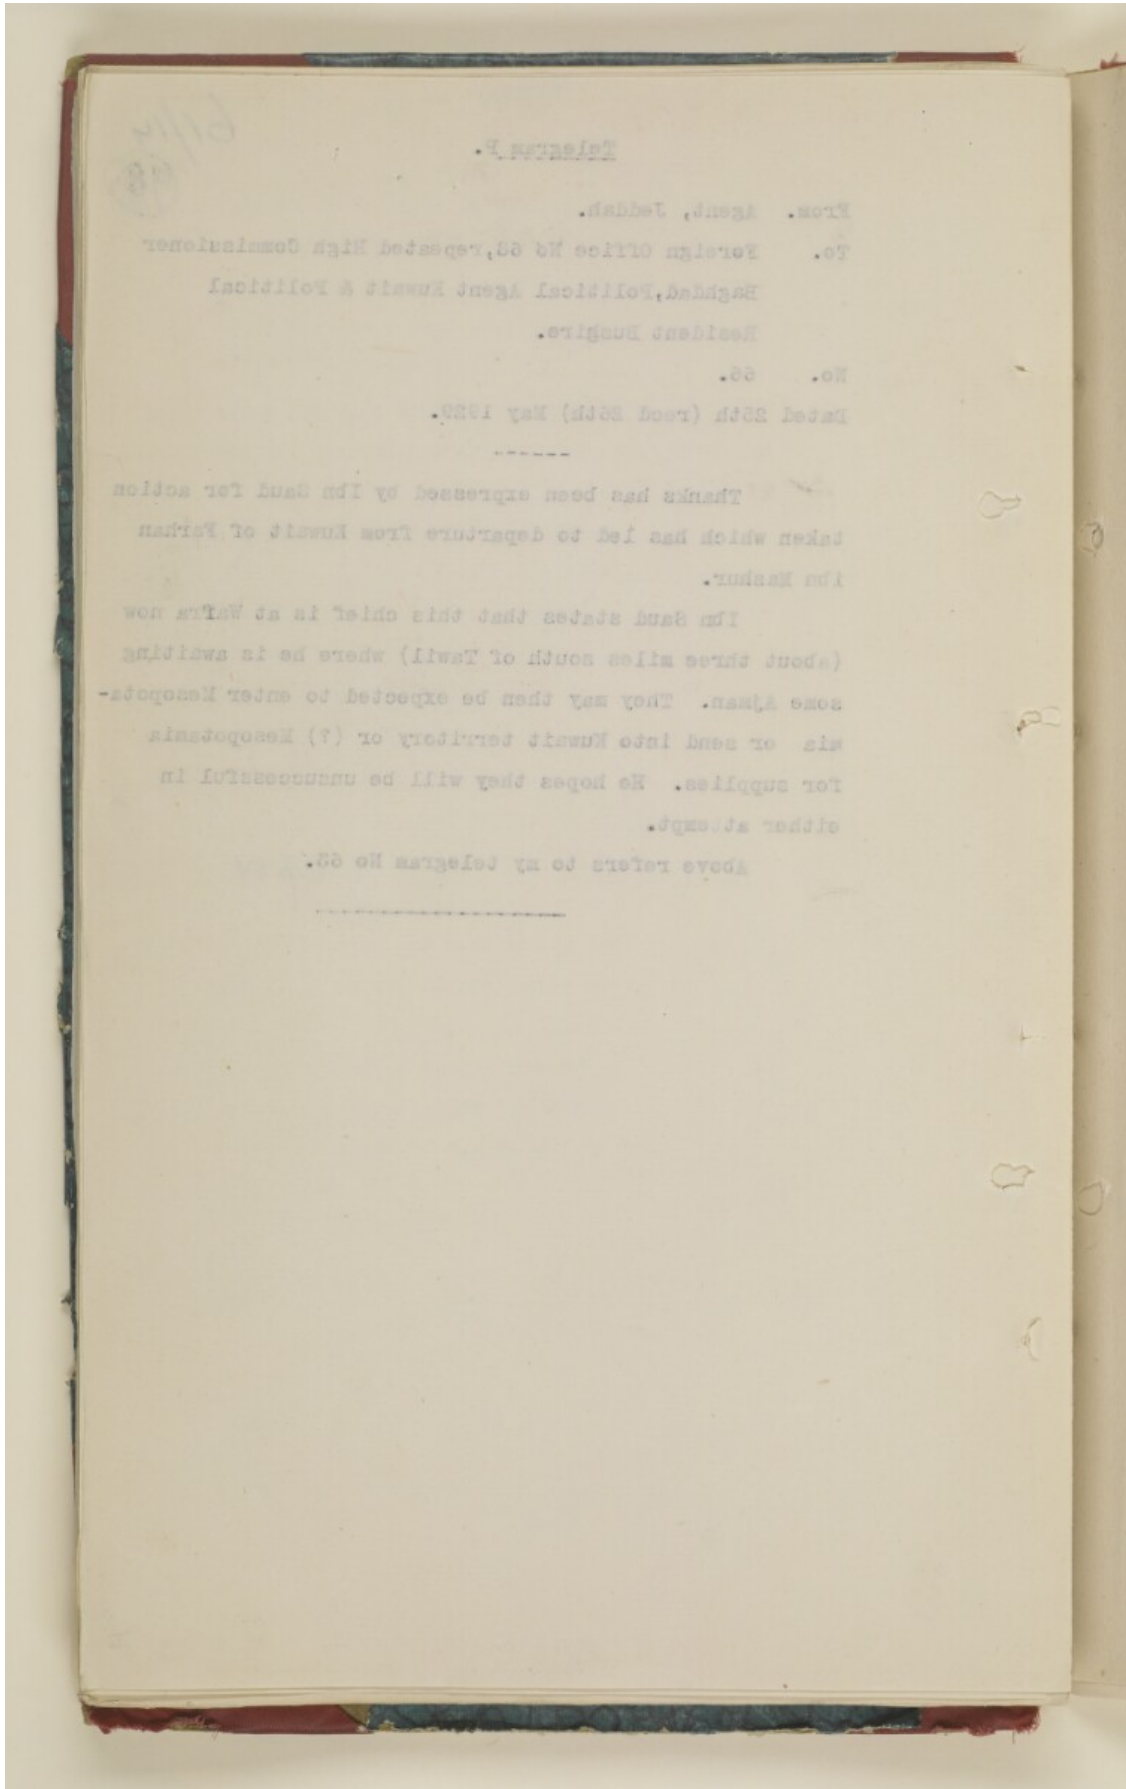 Telegram P.
From. Agent, Jeddah.
To. Foreign Office No 63, repeated High Commissioner
Baghdad, Political Agent Kuwait & Political
Resident Bushire.
No. 66.
Dated 25th (recd 26th) May 1929.
------
Thanks has been expressed by Ibn Saud for action
taken which has led to departure from Kuwait of Farhan
ibn Mashur.
Ibn Saud states that this chief is at Wafra now
(about three miles south of Tawil) where he is awaiting
some Ajman. They may then be expected to enter Mesopota-
mia or send into Kuwait territory or (?) Mesopotamia
for supplies. He hopes they will be unsuccessful in
either attempt.
Above refers to my telegram No 63.